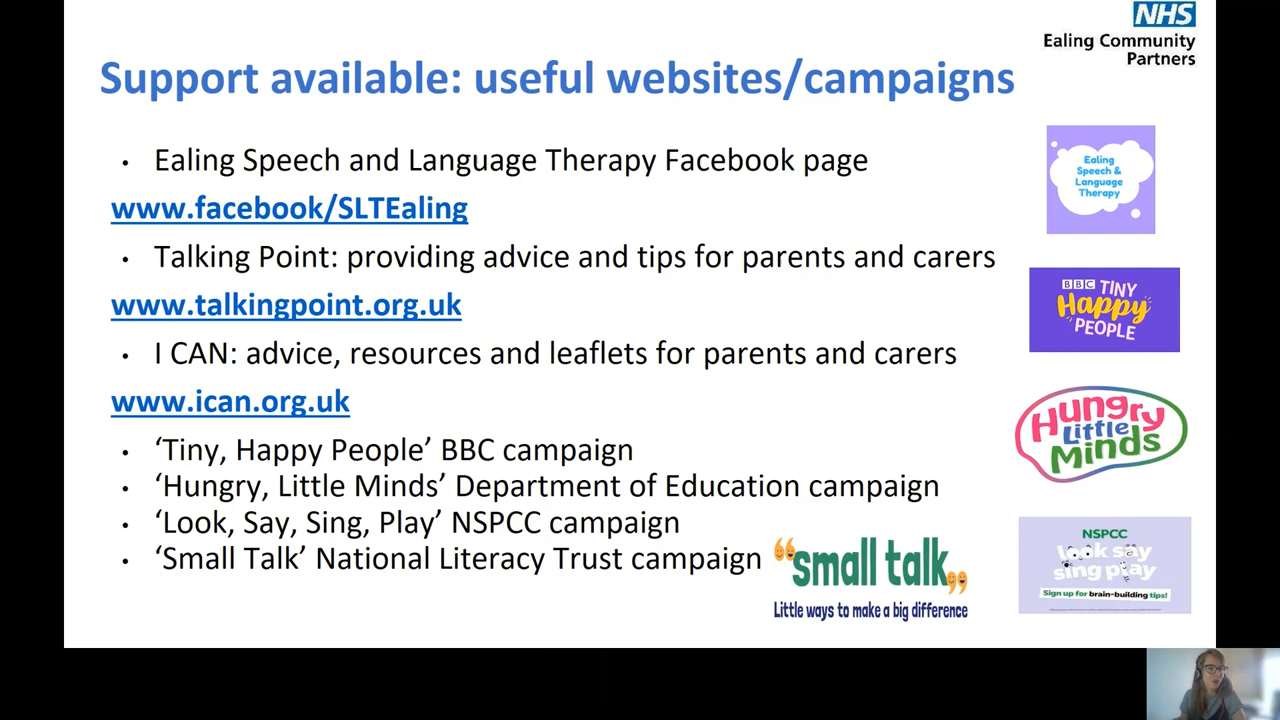 NHS
Ealing Community
Partners
Support available: useful websites/campaigns
• Ealing Speech and Language Therapy Facebook page
www.facebook/SLTEaling
• Talking Point: providing advice and tips for parents and carers
www.talkingpoint.org.uk
• I CAN: advice, resources and leaflets for parents and carers
www.ican.org.uk
• ‘Tiny, Happy People’ BBC campaign
• ‘Hungry, Little Minds’ Department of Education campaign
• ‘Look, Say, Sing, Play’ NSPCC campaign
• ‘Small Talk’ National Literacy Trust campaign
Ealing
Speech &
Language
Therapy
BBC TINY
Happy
PEOPLE
Hungry
Little
Minds
“small talk„
Little ways to make a big difference
NSPCC
look say
sing play
Sign up for brain-building tips!